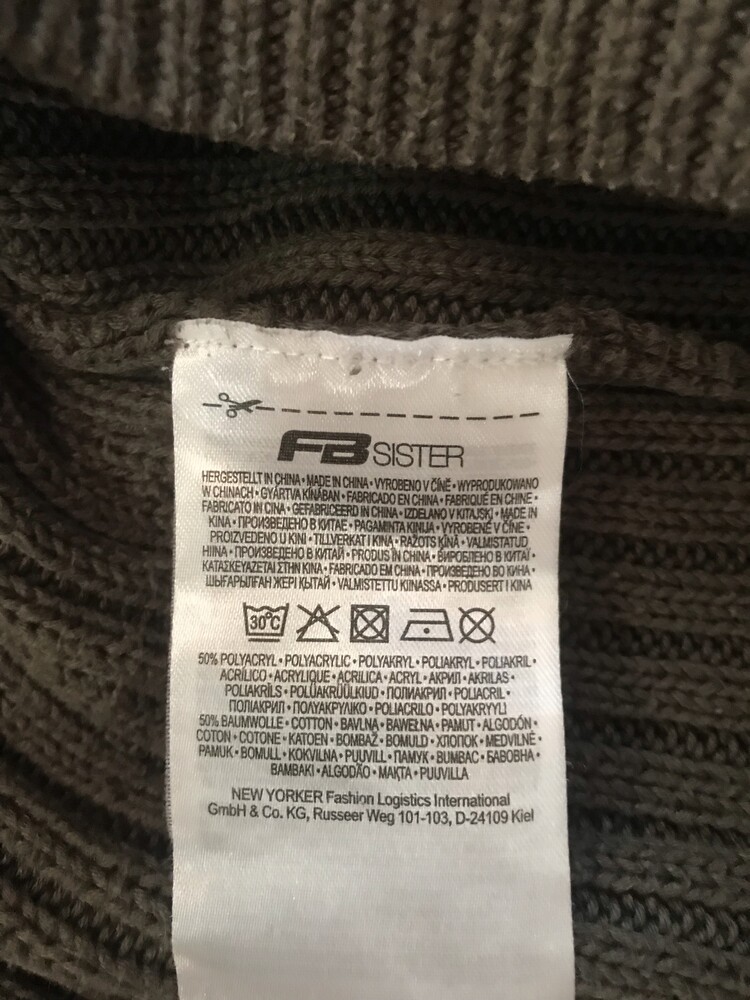 FB SISTER
HERGESTELLT IN CHINA • MADE IN CHINA • VYROBENO V ČÍNĚ • WYPRODUKOWANO
W CHINACH • GYÁRTVA KÍNÁBAN • FABRICADO EN CHINA • FABRIQUÉ EN CHINE •
FABRICATO IN CINA • GEFABRICEERD IN CHINA • IZDELANO V KITAJSKI • MADE IN
KINA • ПРОИЗВЕДЕНО В КИТАЕ • PAGAMINTA KINIJA • VYROBENÉ V ČÍNE •
PROIZVEDENO U KINI • TILLVERKAT I KINA • RAŽOTS ĶĪNĀ • VALMISTATUD
HIINA • ПРОИЗВЕДЕНО В КИТАЙ • PRODUS ÎN CHINA • ВИРОБЛЕНО В КИТАЇ •
ΚΑΤΑΣΚΕΥΑΖΕΤΑΙ ΣΤΗΝ ΚΙΝΑ • FABRICADO EM CHINA • ПРОИЗВЕДЕНО ВО КИНА •
ШЫҒАРЫЛҒАН ЖЕРІ ҚЫТАЙ • VALMISTETTU KIINASSA • PRODUSERT I KINA
30°C
50% POLYACRYL • POLYACRYLIC • POLYAKRYL • POLIAKRYL • POLIAKRIL •
ACRÍLICO • ACRYLIQUE • ACRILICA • ACRYL • АКРИЛ • AKRILAS •
POLIAKRĪLS • POLÜAKRÜÜLKIUD • ПОЛИАКРИЛ • POLIACRIL •
ПОЛІАКРИЛ • ΠΟΛΥΑΚΡΥΛΙΚΟ • POLIACRILO • POLYAKRYYLI
50% BAUMWOLLE • COTTON • BAVLNA • BAWEŁNA • PAMUT • ALGODÓN •
COTON • COTONE • KATOEN • BOMBAŽ • BOMULD • ХЛОПОК • MEDVILNĖ •
PAMUK • BOMULL • KOKVILNA • PUUVILL • ПАМУК • BUMBAC • БАВОВНА •
BAMBAKI • ALGODÃO • МАҚТА • PUUVILLA
NEW YORKER Fashion Logistics International
GmbH & Co. KG, Russeer Weg 101-103, D-24109 Kiel